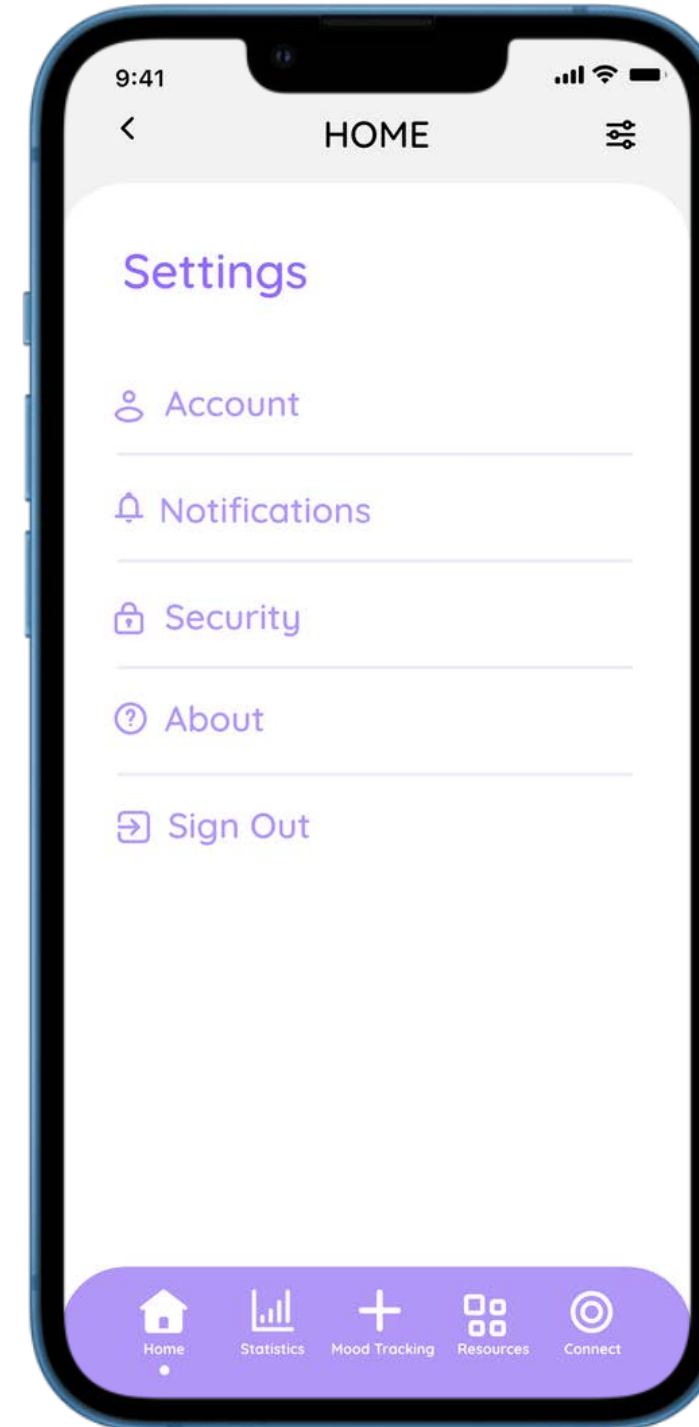 9:41
HOME
Settings
Account
Notifications
Security
About
Sign Out
Home Statistics Mood Tracking Resources Connect